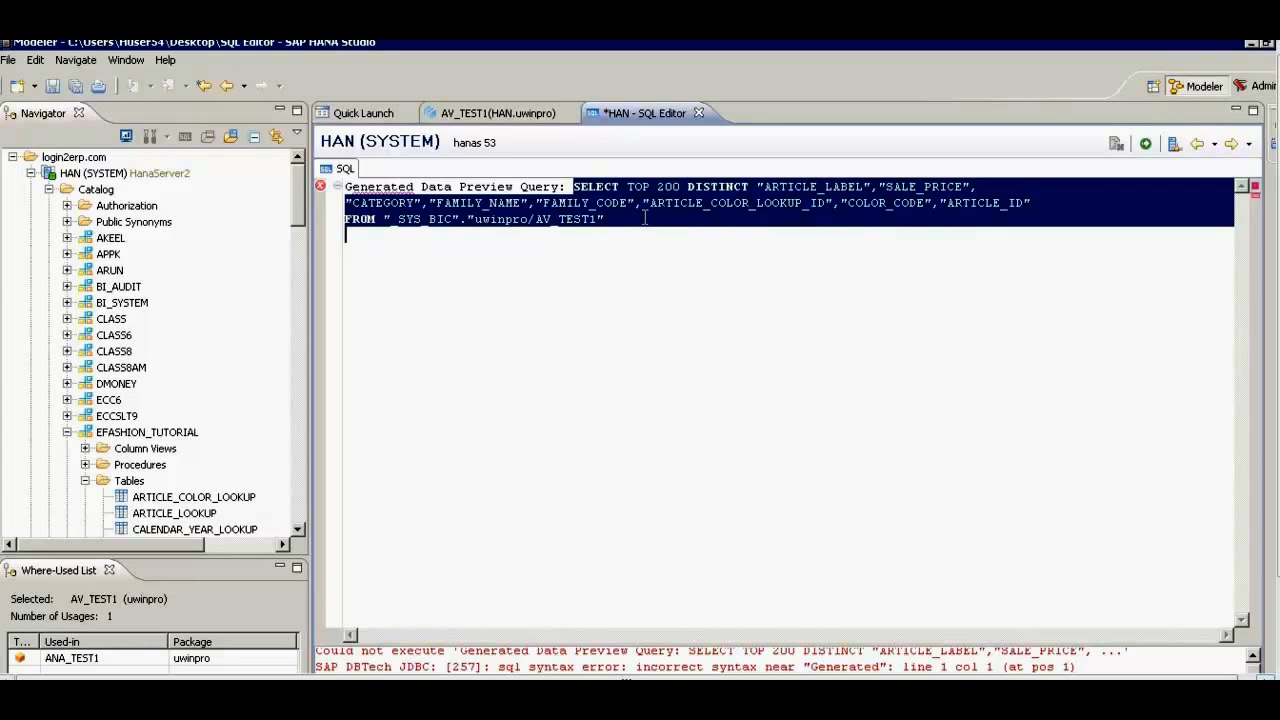 Modeler - C:\Users\Huser54\Desktop\SQL Editor - SAP HANA Studio
File Edit Navigate Window Help
Modeler Admin
Navigator
Quick Launch AV_TEST1(HAN.uwinpro) *HAN - SQL Editor
HAN (SYSTEM) hanas 53
login2erp.com
SQL
HAN (SYSTEM) HanaServer2
Generated Data Preview Query: SELECT TOP 200 DISTINCT "ARTICLE_LABEL","SALE_PRICE",
"CATEGORY","FAMILY_NAME","FAMILY_CODE","ARTICLE_COLOR_LOOKUP_ID","COLOR_CODE","ARTICLE_ID"
FROM "_SYS_BIC"."uwinpro/AV_TEST1"
Catalog
Authorization
Public Synonyms
AKEEL
APPK
ARUN
BI_AUDIT
BI_SYSTEM
CLASS
CLASS6
CLASS8
CLASS8AM
DMONEY
ECC6
ECCSLT9
EFASHION_TUTORIAL
Column Views
Procedures
Tables
ARTICLE_COLOR_LOOKUP
ARTICLE_LOOKUP
CALENDAR_YEAR_LOOKUP
Where-Used List
Selected: AV_TEST1 (uwinpro)
Number of Usages: 1
T... Used-in Package
ANA_TEST1 uwinpro
Could not execute 'Generated Data Preview Query: SELECT TOP 200 DISTINCT "ARTICLE_LABEL","SALE_PRICE", ...'
SAP DBTech JDBC: [257]: sql syntax error: incorrect syntax near "Generated": line 1 col 1 (at pos 1)